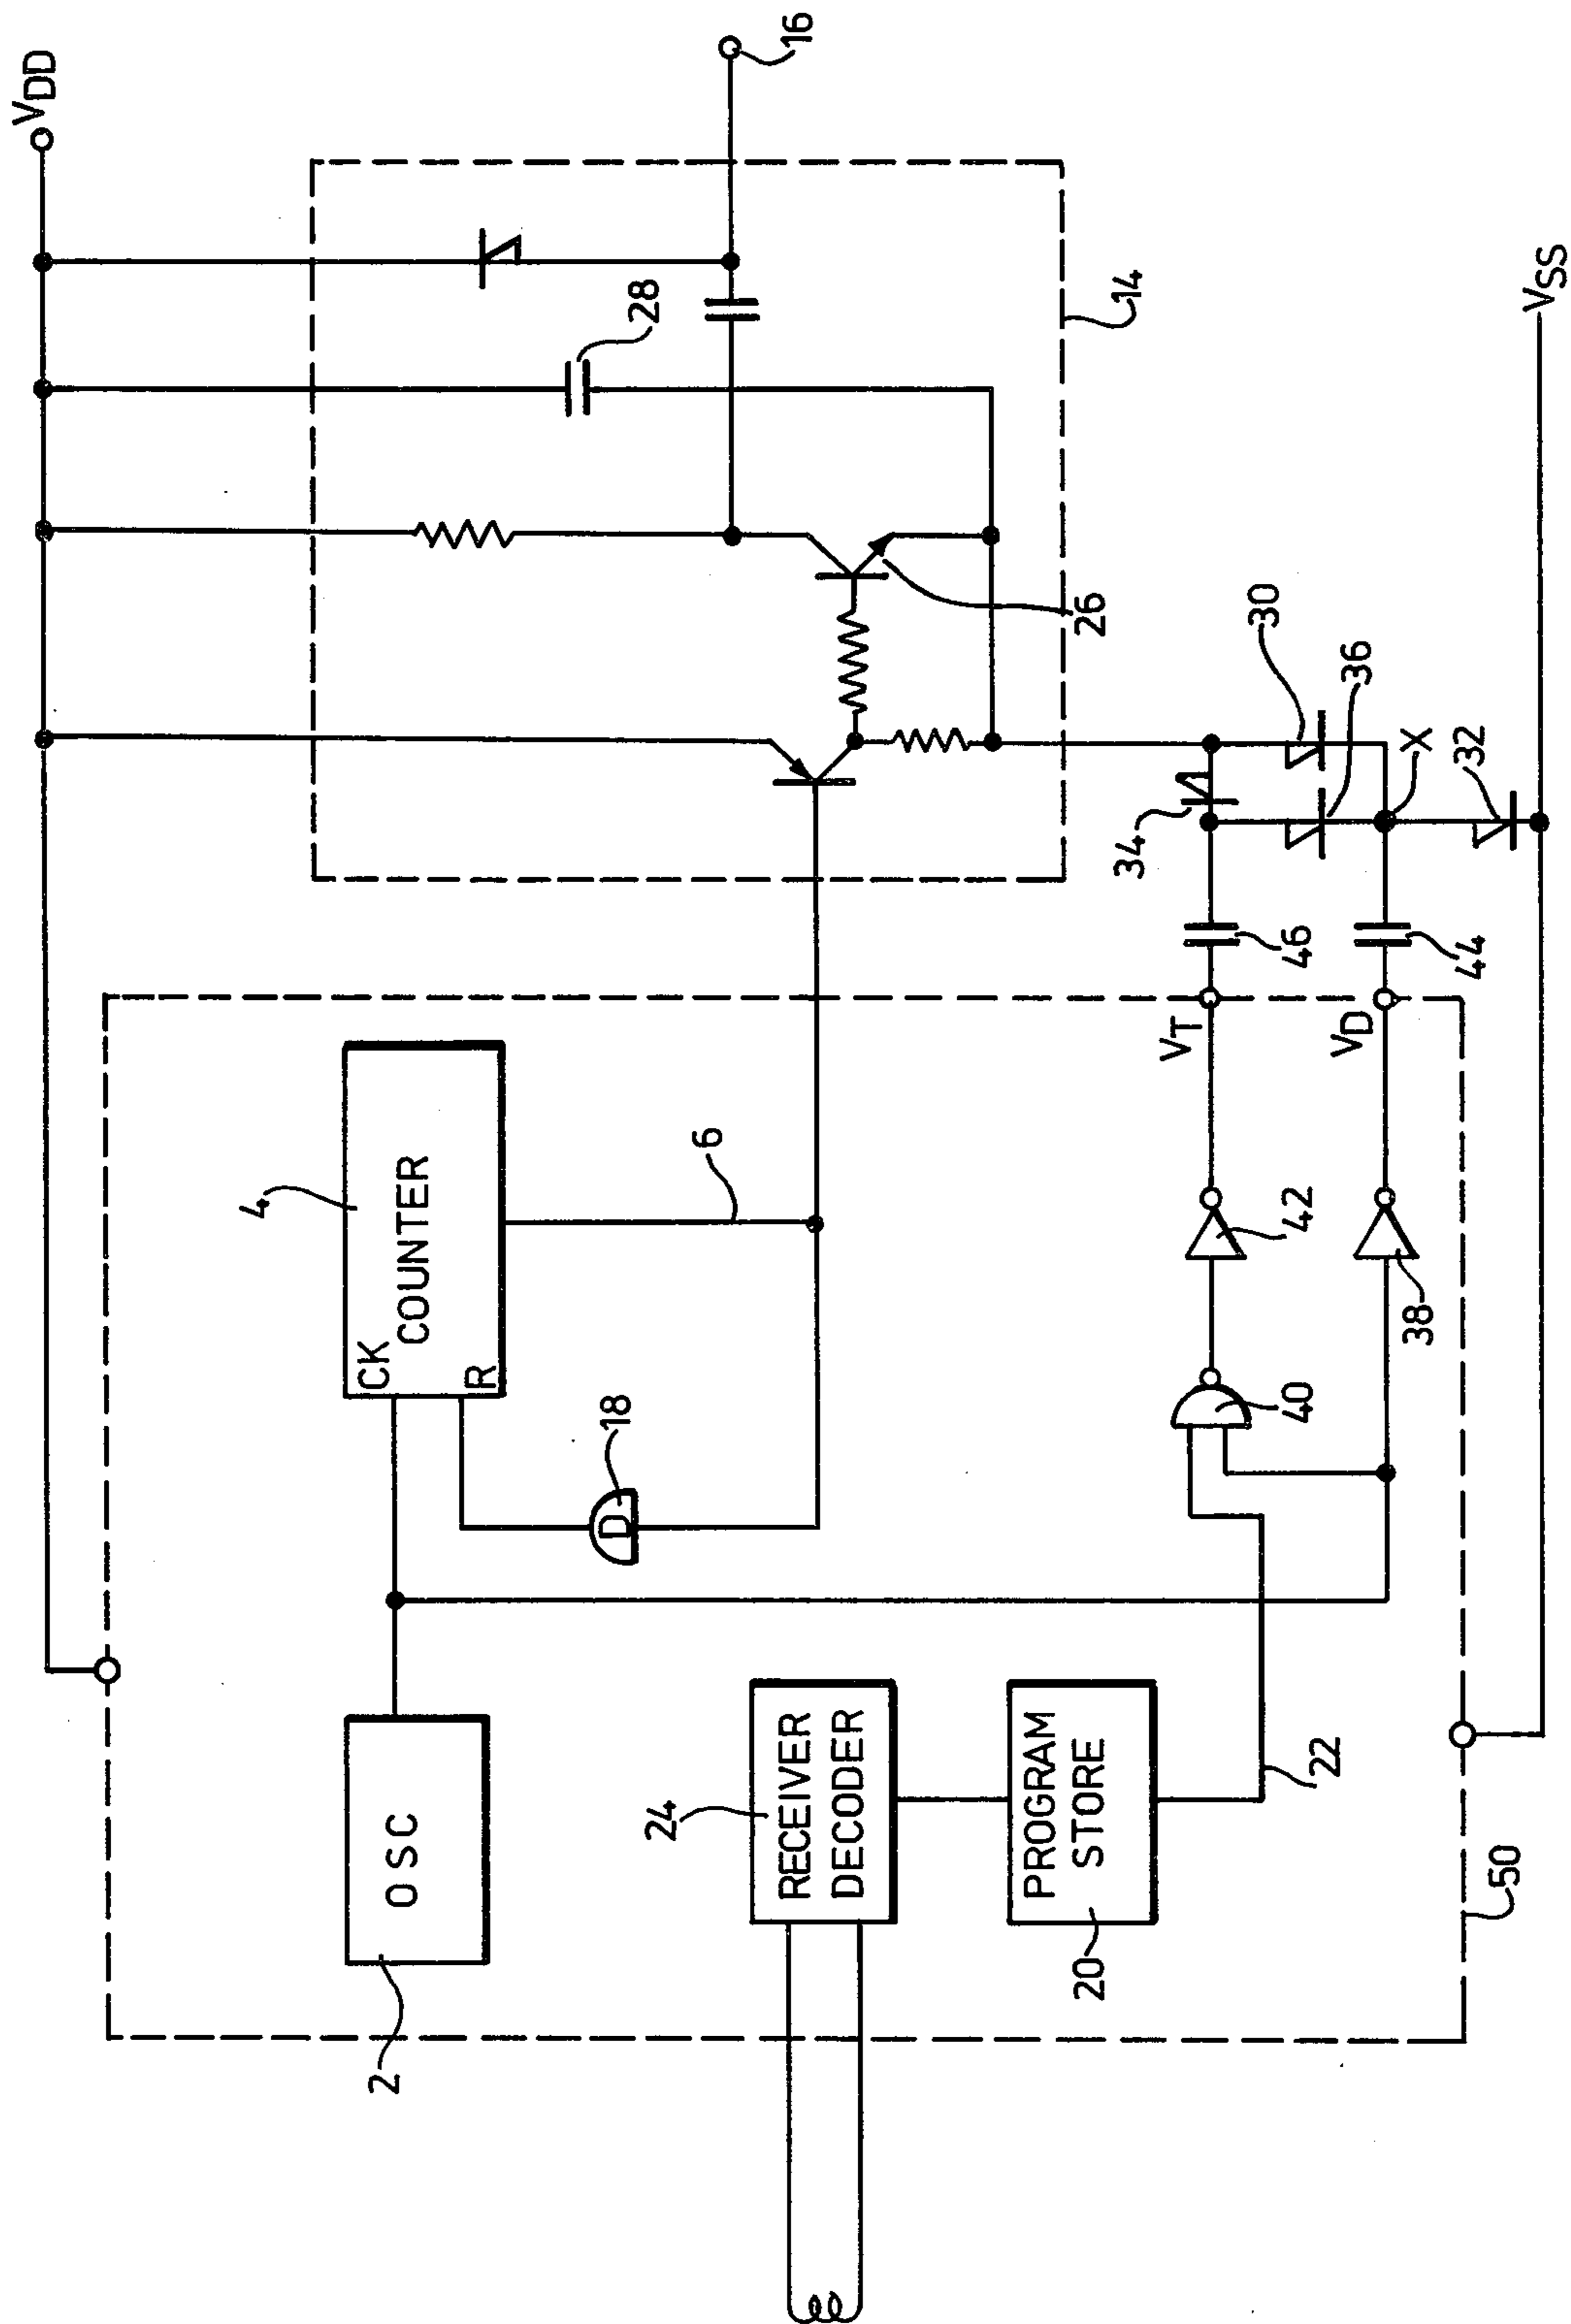 VDD
16
28
14
26
30
36
X
32
34
VSS
46
44
VT
VD
4
CK
COUNTER
R
6
18
D
42
38
40
OSC
2
24
RECEIVER
DECODER
PROGRAM
STORE
20
22
50